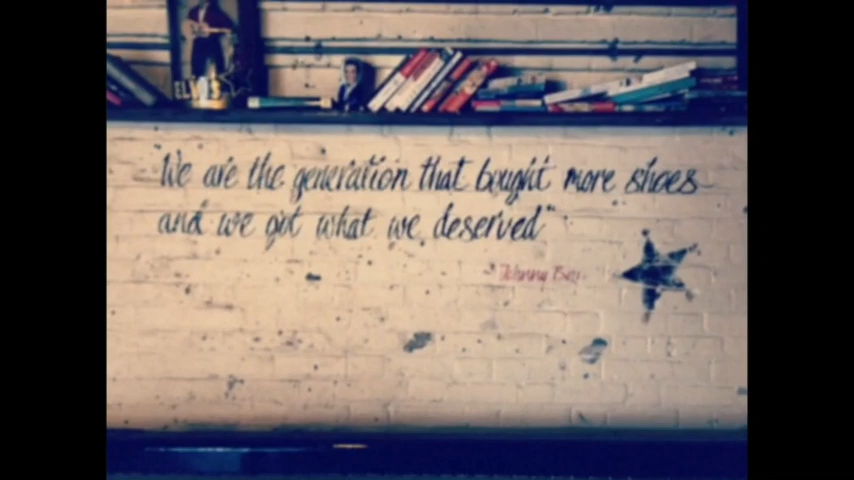 ELVIS
"We are the generation that bought more shoes
and we got what we deserved"
- Johnny Boy